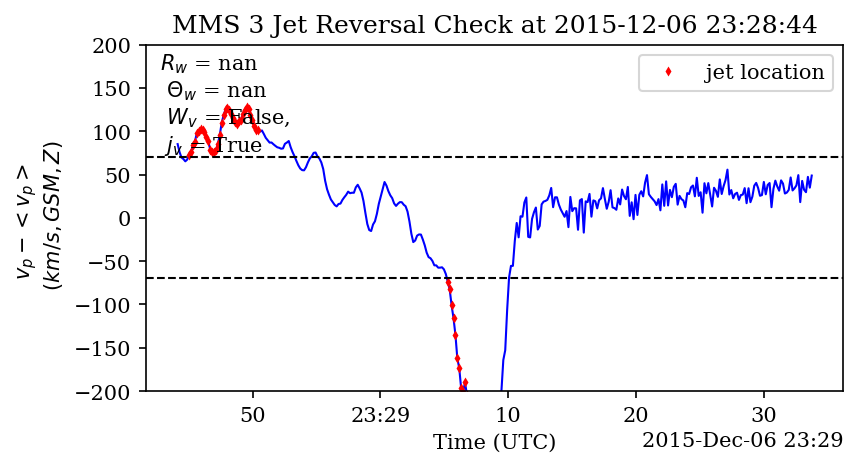 MMS 3 Jet Reversal Check at 2015-12-06 23:28:44
R_w = nan
Θ_w = nan
W_v = False,
j_v = True
jet location
200
150
100
50
0
−50
−100
−150
−200
v_p − < v_p >
(km/s, GSM, Z)
50
23:29
10
20
30
Time (UTC)
2015-Dec-06 23:29